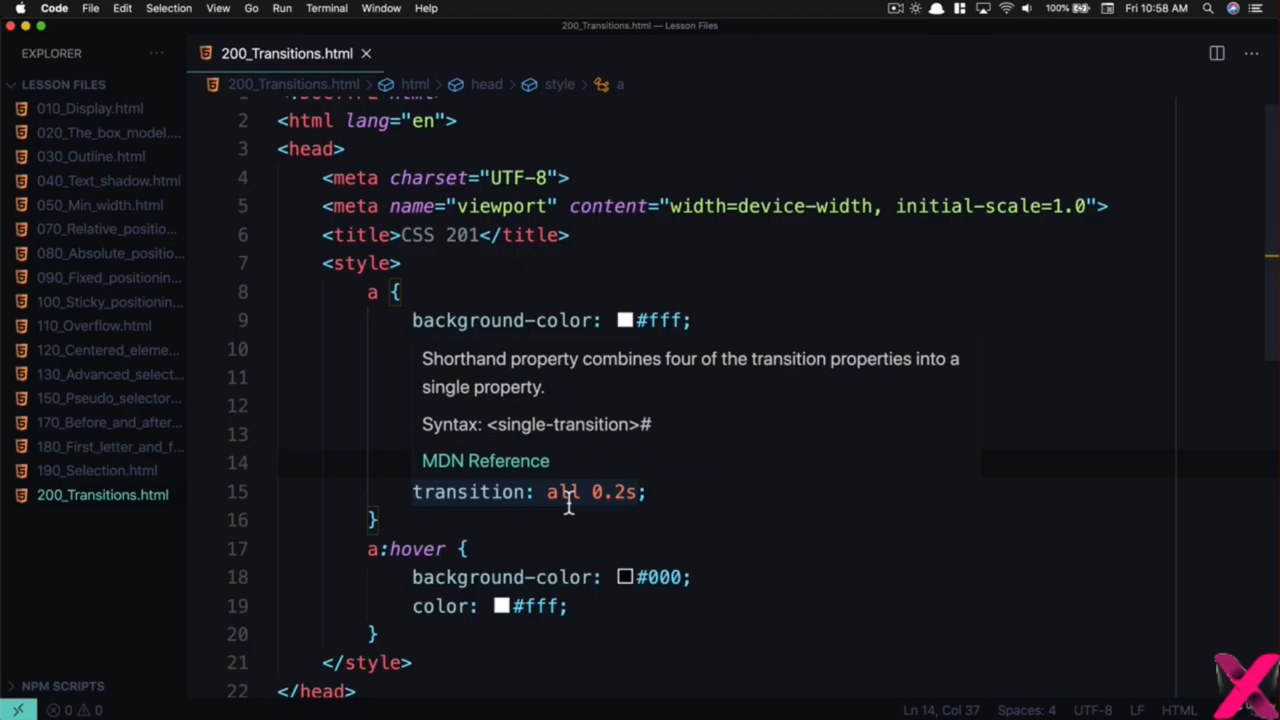 Code File Edit Selection View Go Run Terminal Window Help 100% Fri 10:58 AM
200_Transitions.html — Lesson Files
EXPLORER
200_Transitions.html
LESSON FILES
200_Transitions.html > html > head > style > a
010_Display.html
020_The_box_model....
030_Outline.html
040_Text_shadow.html
050_Min_width.html
070_Relative_positio...
080_Absolute_positio...
090_Fixed_positionin...
100_Sticky_positionin...
110_Overflow.html
120_Centered_eleme...
130_Advanced_select...
150_Pseudo_selector...
170_Before_and_after...
180_First_letter_and_f...
190_Selection.html
200_Transitions.html
NPM SCRIPTS
2 <html lang="en">
3 <head>
4 <meta charset="UTF-8">
5 <meta name="viewport" content="width=device-width, initial-scale=1.0">
6 <title>CSS 201</title>
7 <style>
8 a {
9 background-color: #fff;
10
11
12
13
14
Shorthand property combines four of the transition properties into a
single property.
Syntax: <single-transition>#
MDN Reference
15 transition: all 0.2s;
16 }
17 a:hover {
18 background-color: #000;
19 color: #fff;
20 }
21 </style>
22 </head>
0 0 Ln 14, Col 37 Spaces: 4 UTF-8 LF HTML